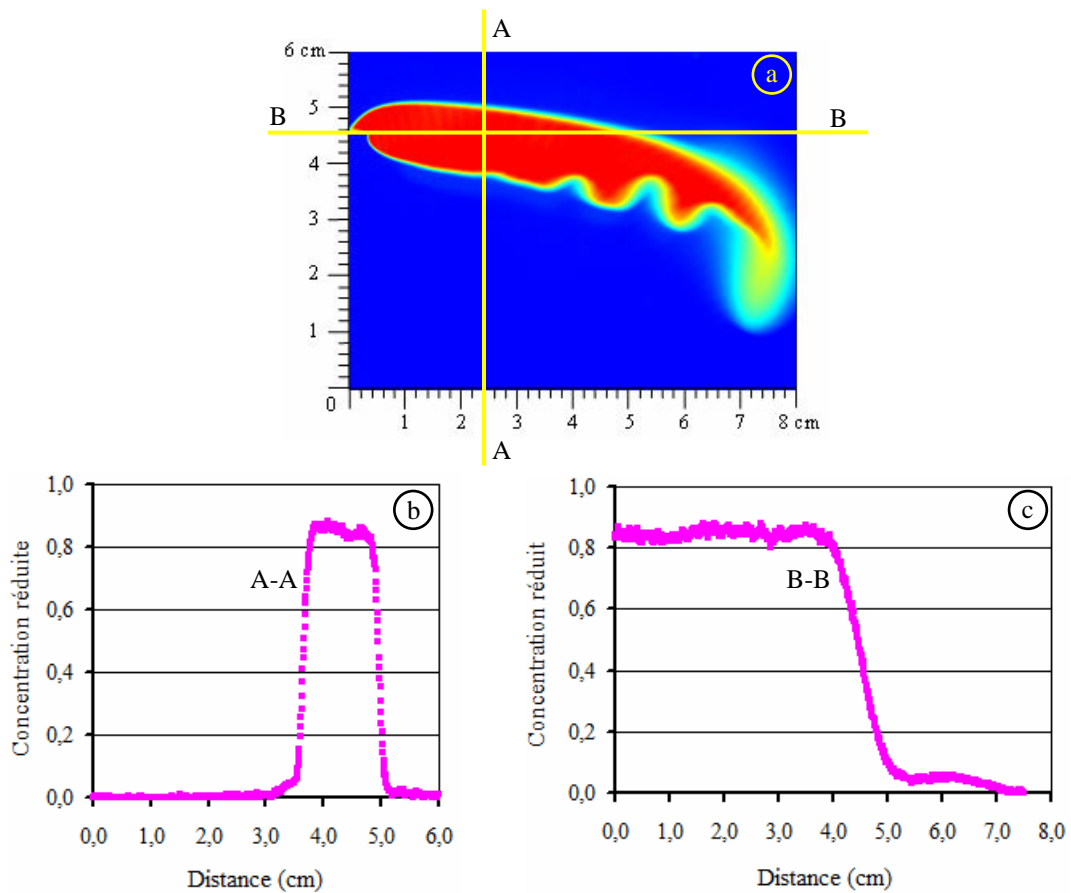 A
6 cm
a
5
B
B
4
3
2
1
0
1
2
3
4
5
6
7
8 cm
A
1,0
b
0,8
A-A
0,6
0,4
0,2
0,0
0,0
1,0
2,0
3,0
4,0
5,0
6,0
Concentration réduite
Distance (cm)
1,0
c
0,8
B-B
0,6
0,4
0,2
0,0
0,0
1,0
2,0
3,0
4,0
5,0
6,0
7,0
8,0
Concentration réduit
Distance (cm)